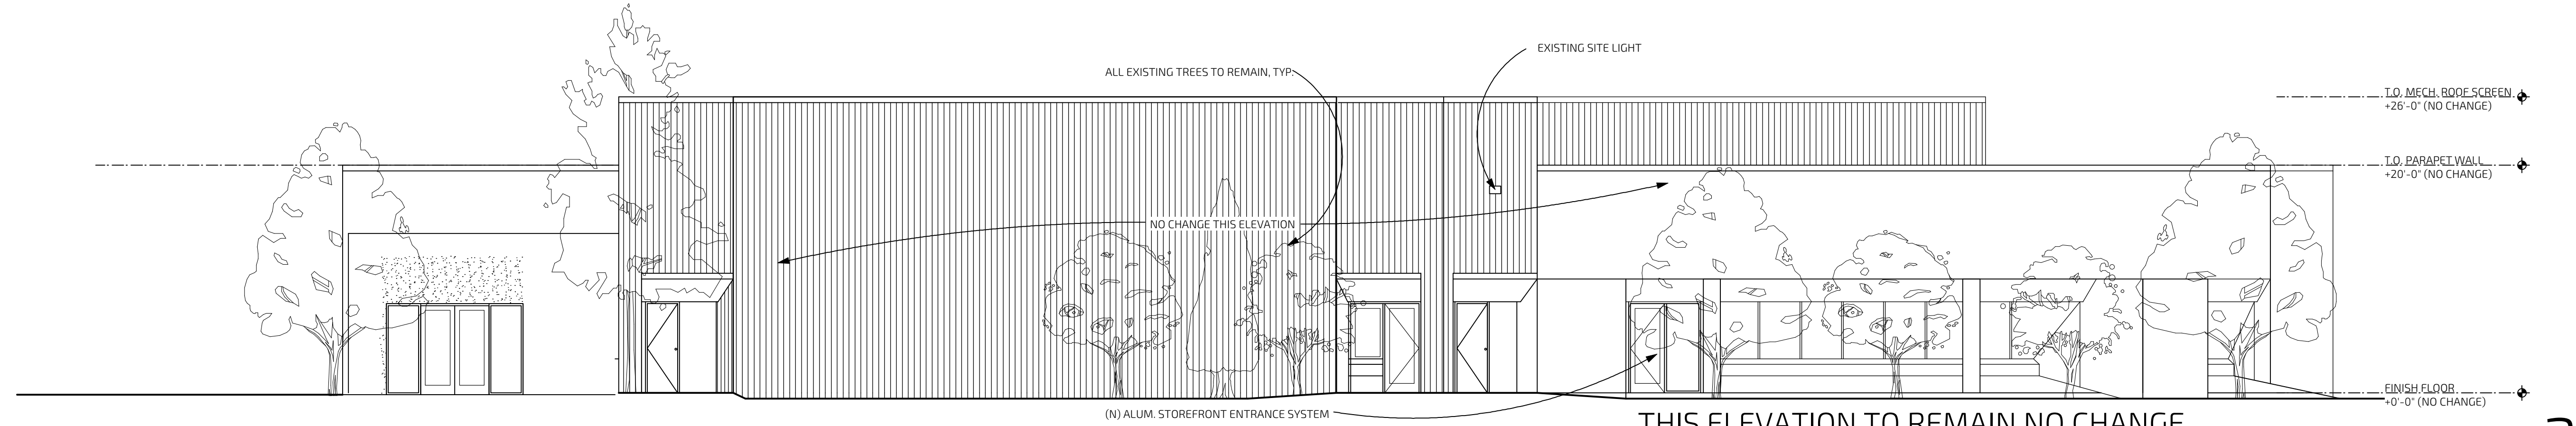 EXISTING SITE LIGHT
ALL EXISTING TREES TO REMAIN, TYP.
T.O. MECH. ROOF SCREEN
+26'-0" (NO CHANGE)
T.O. PARAPET WALL
+20'-0" (NO CHANGE)
NO CHANGE THIS ELEVATION
FINISH FLOOR
+0'-0" (NO CHANGE)
(N) ALUM. STOREFRONT ENTRANCE SYSTEM
THIS ELEVATION TO REMAIN NO CHANGE